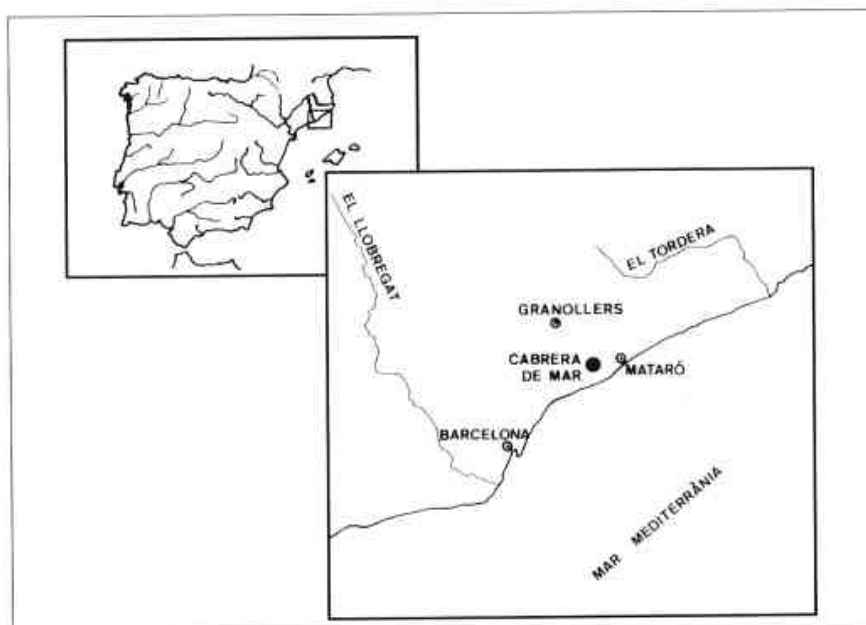 EL LLOBREGAT
EL TORDERA
GRANOLLERS
CABRERA
DE MAR
MATARÓ
BARCELONA
MAR MEDITERRÀNIA